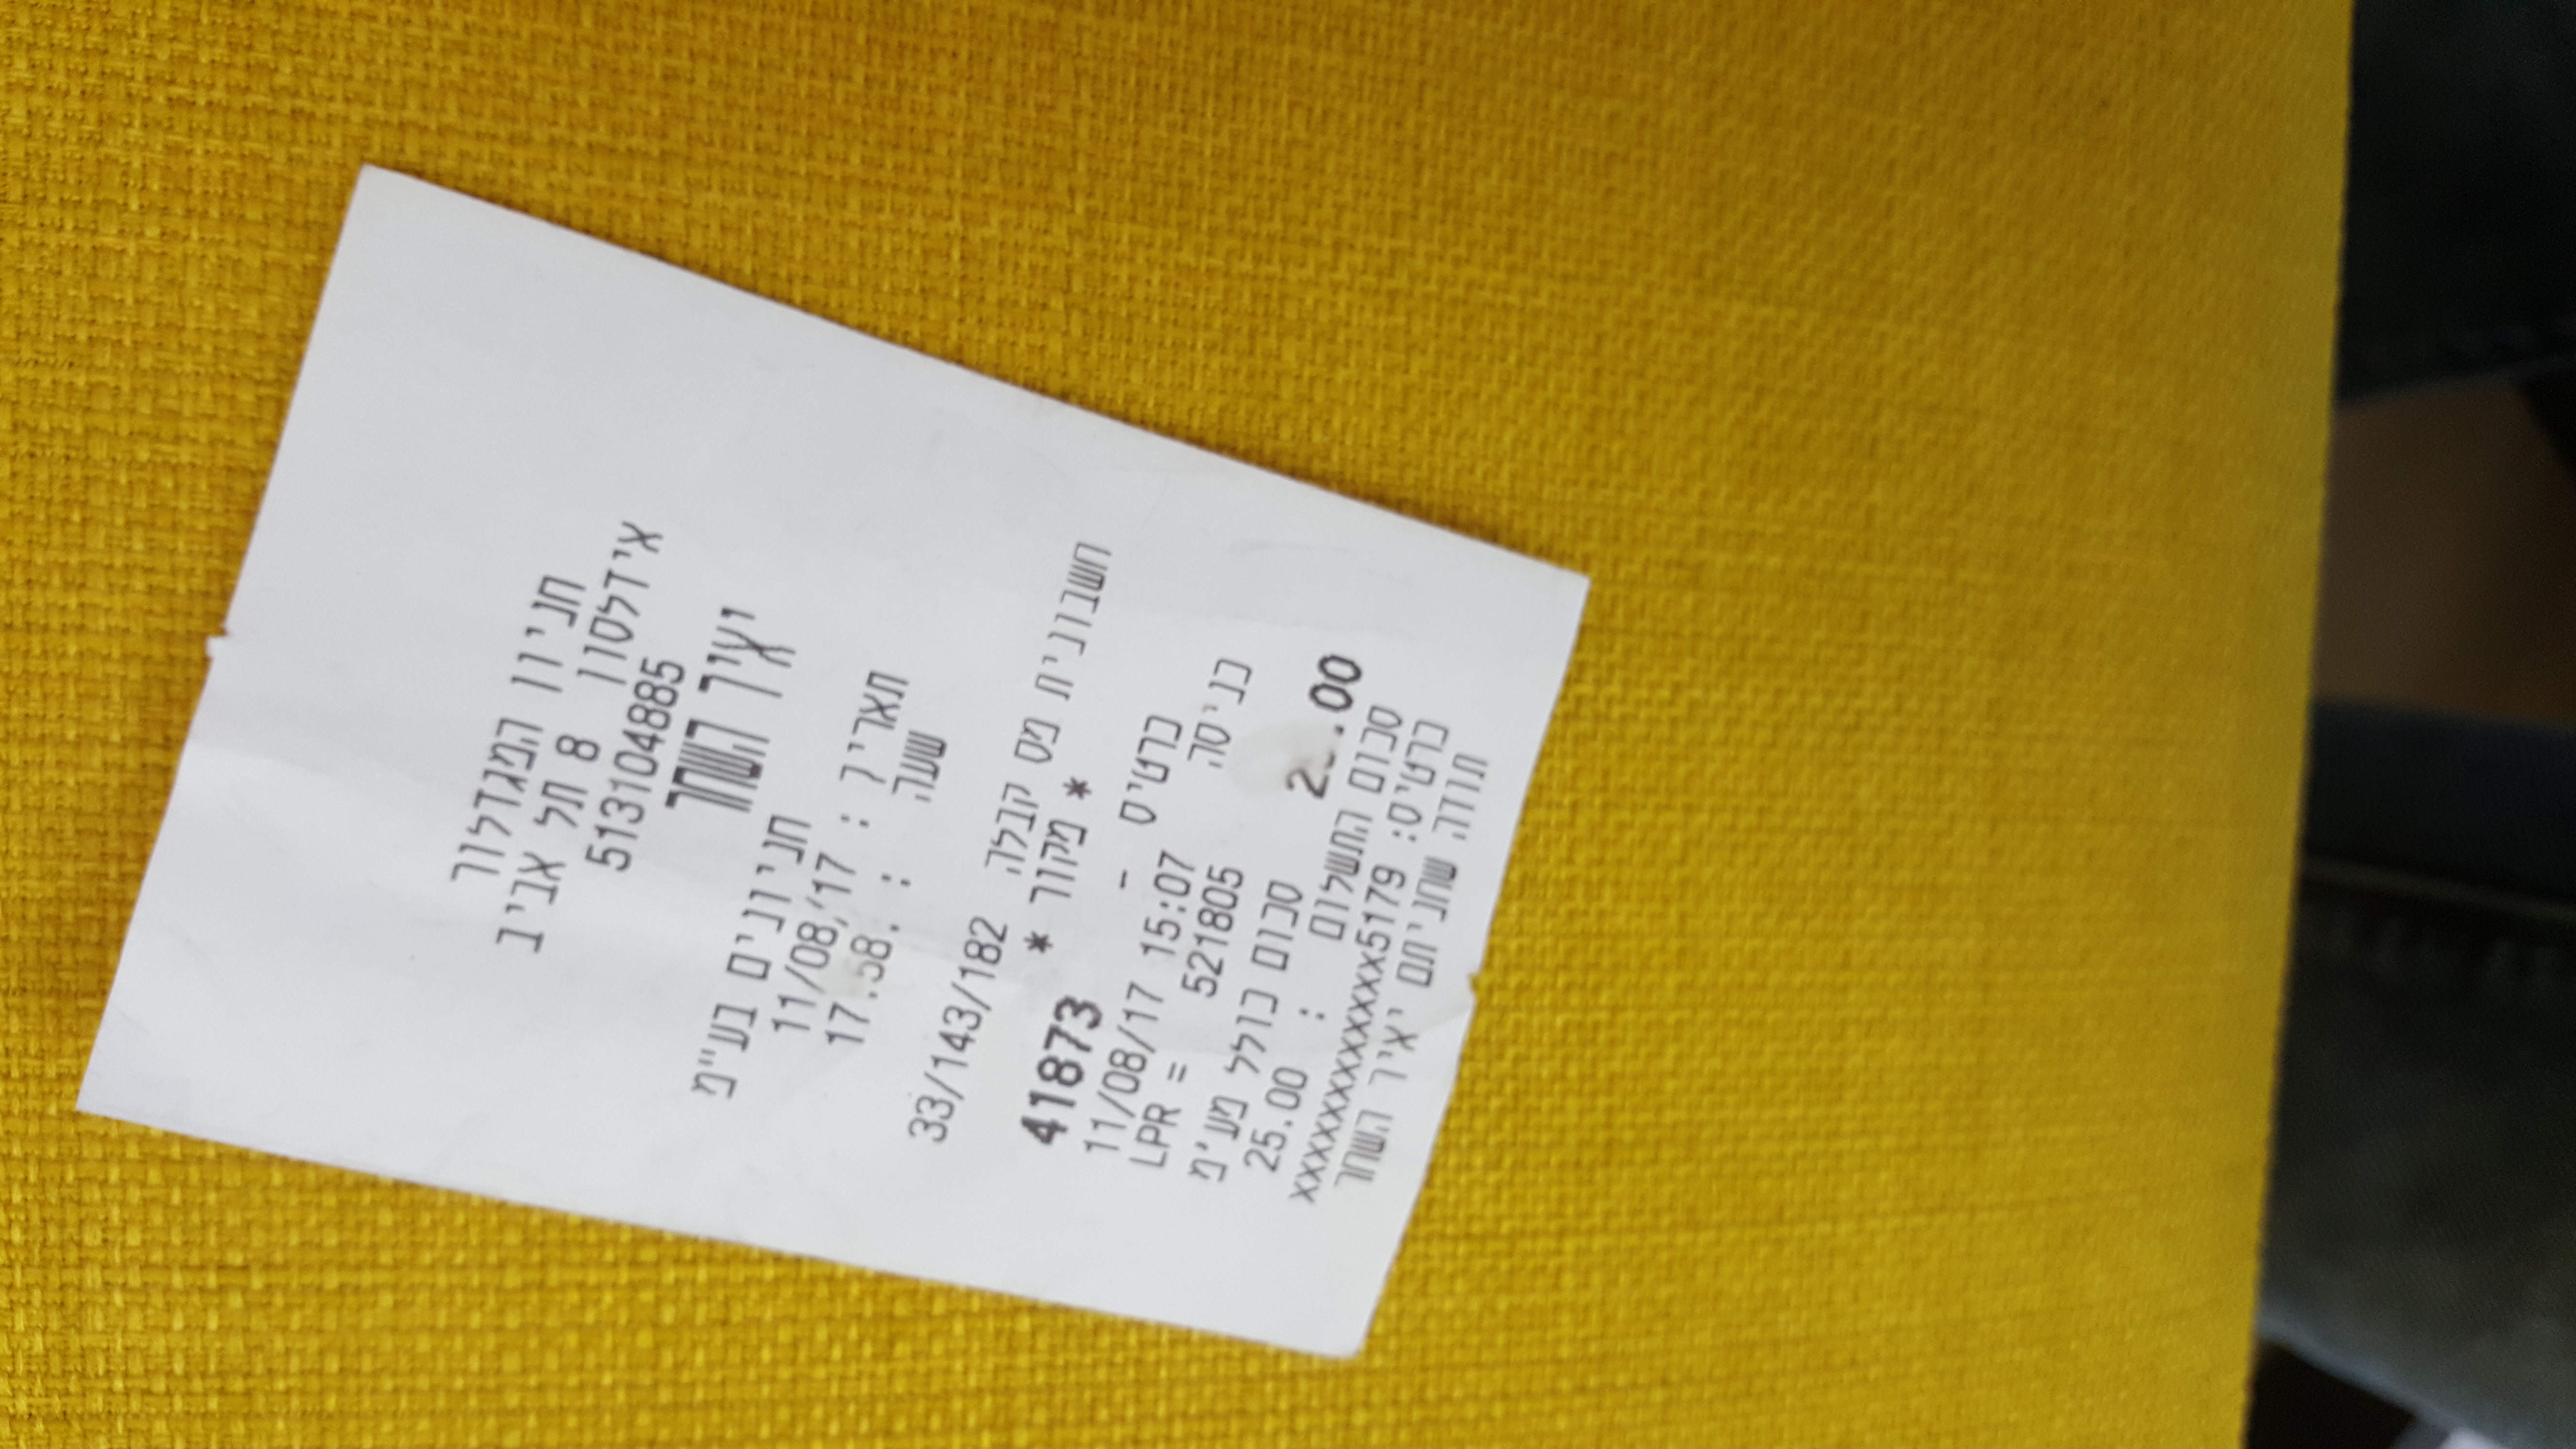 חניון המגדלור
אידלסון 8 תל אביב
513104885
יאיר השחר
חניונים בע"מ
תאריך : 11/08/17
שעה :
חשבונית מס קבלה 33/143/182
* מקור *
כרטיס - 41873
כניסה 11/08/17 15:07
LPR = 521805
סכום כולל מע'מ
סכום התשלום : 25.00
כרטיס: xxxxxxxxxxxx5179
תודה שחניתם יאיר השחר